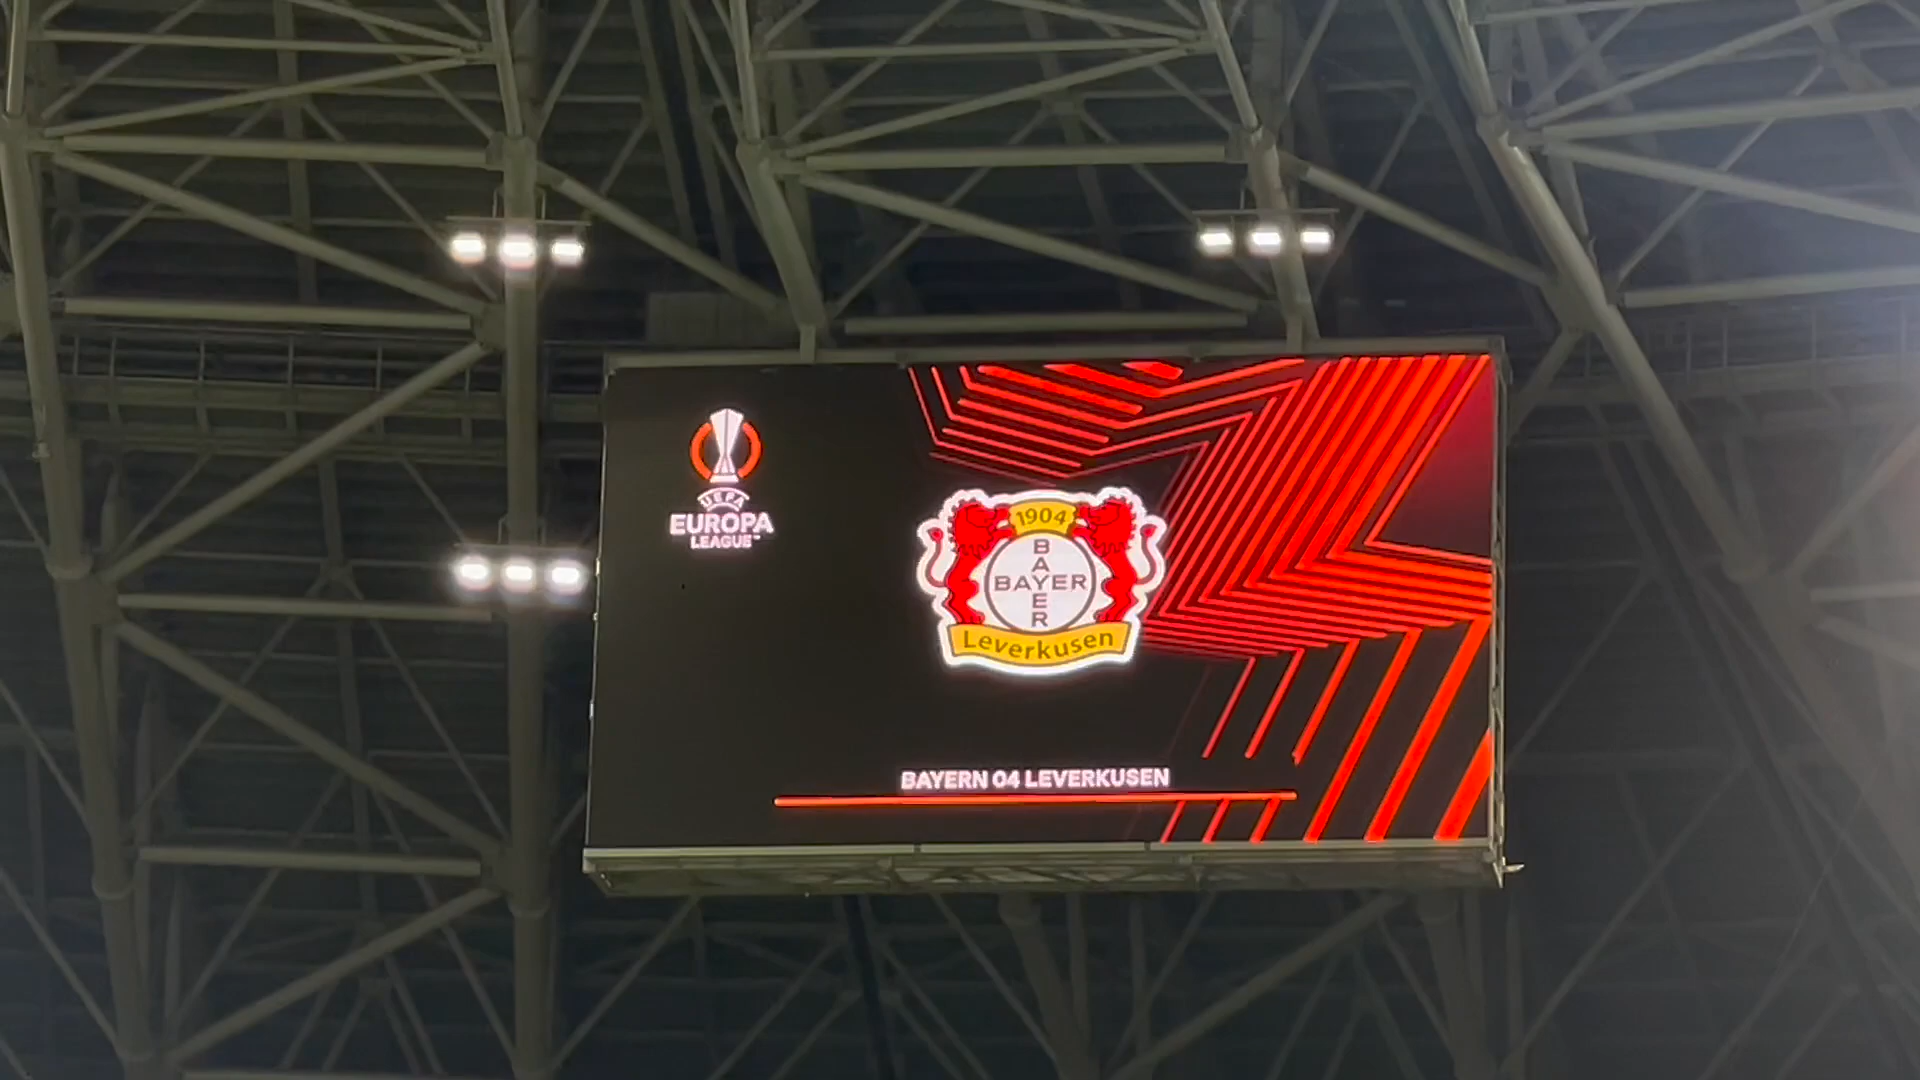 UEFA
EUROPA
LEAGUE™
1904
BAYER
BAYER
Leverkusen
BAYERN 04 LEVERKUSEN